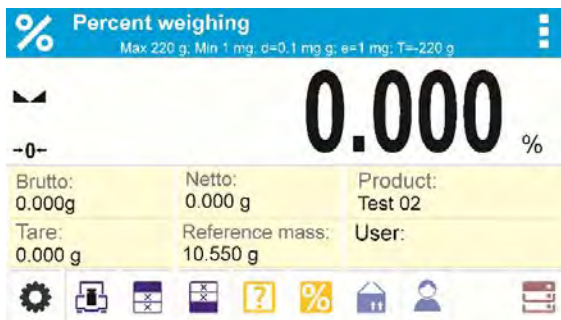 % Percent weighing
Max 220 g; Min 1 mg; d=0.1 mg g; e=1 mg; T=-220 g
0.000 %
→0←
Brutto: Netto: Product:
0.000g 0.000 g Test 02
Tare: Reference mass: User:
0.000 g 10.550 g
? %